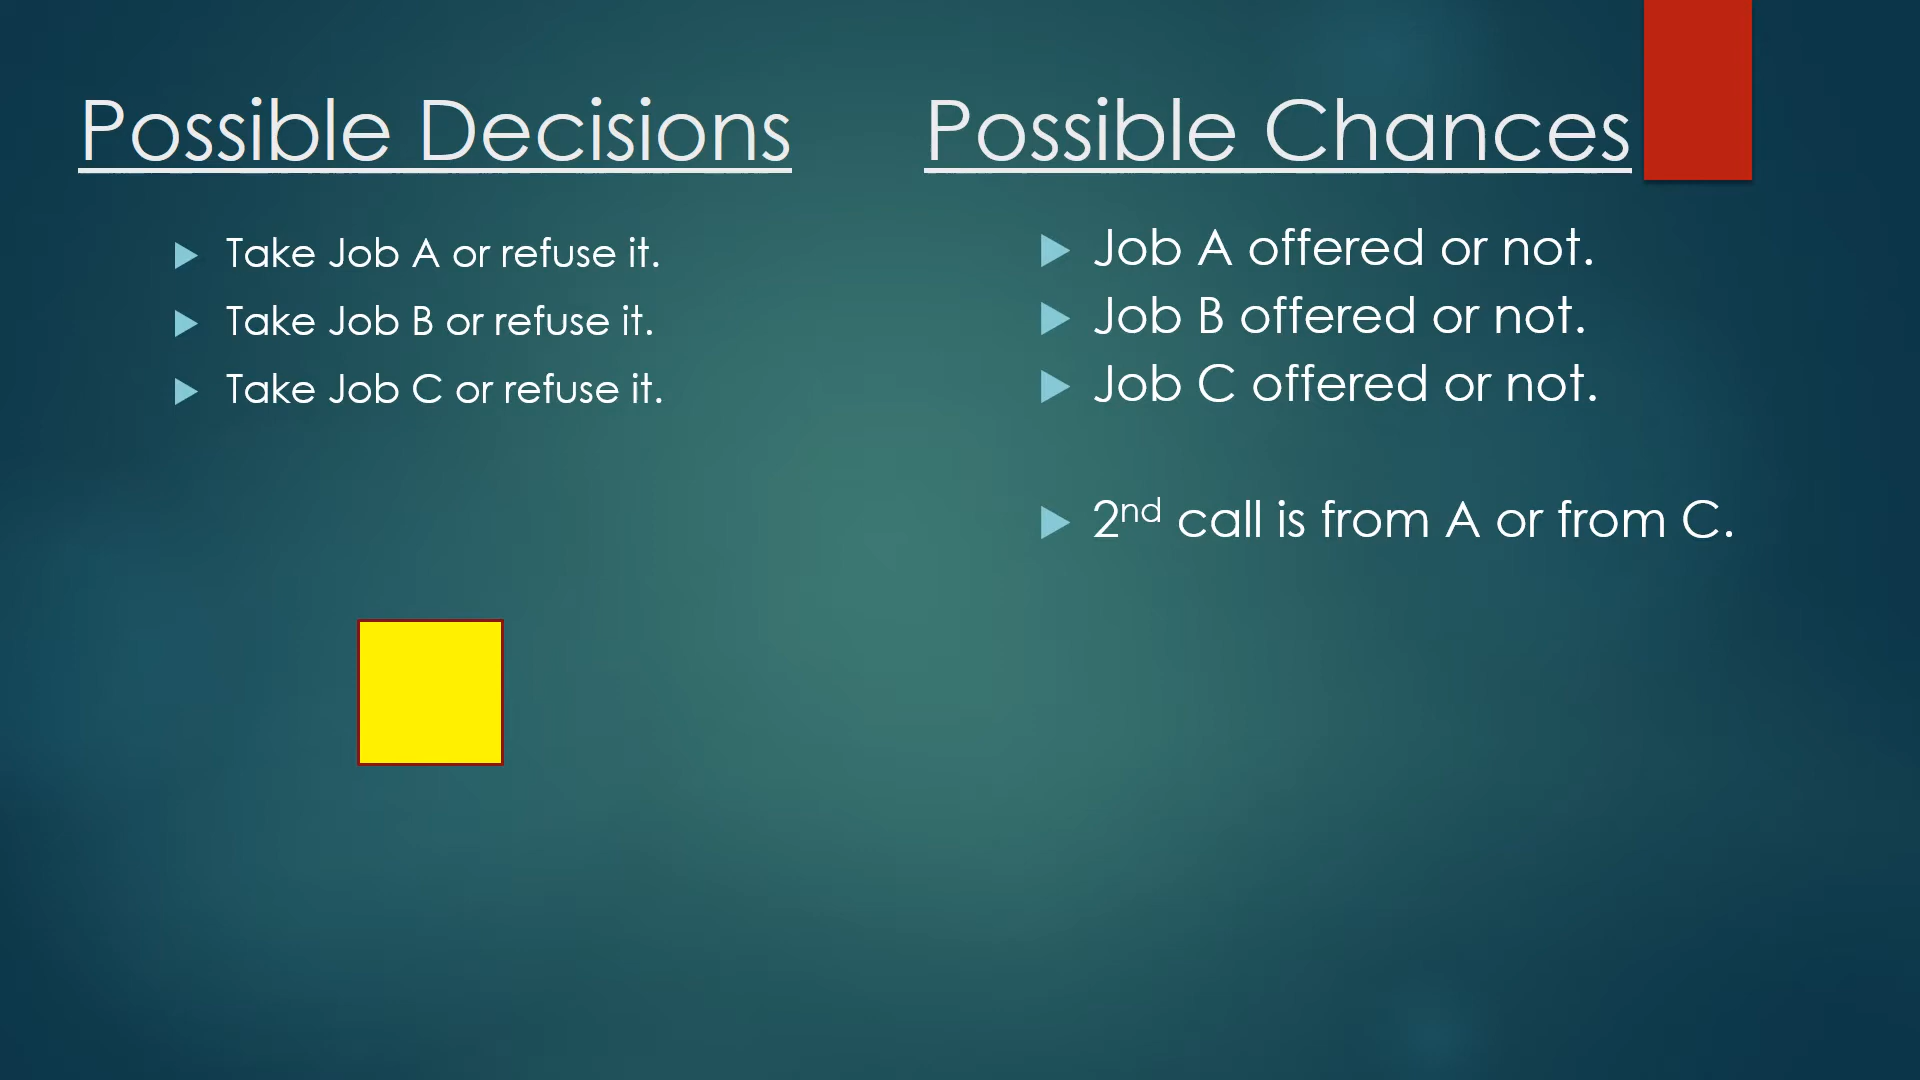 Possible Decisions
Take Job A or refuse it.
Take Job B or refuse it.
Take Job C or refuse it.
Possible Chances
Job A offered or not.
Job B offered or not.
Job C offered or not.
2nd call is from A or from C.